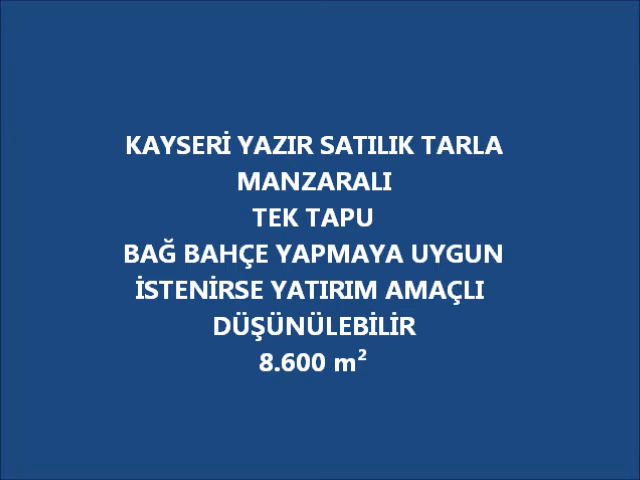 KAYSERİ YAZIR SATILIK TARLA
MANZARALI
TEK TAPU
BAĞ BAHÇE YAPMAYA UYGUN
İSTENİRSE YATIRIM AMAÇLI
DÜŞÜNÜLEBİLİR
8.600 m²